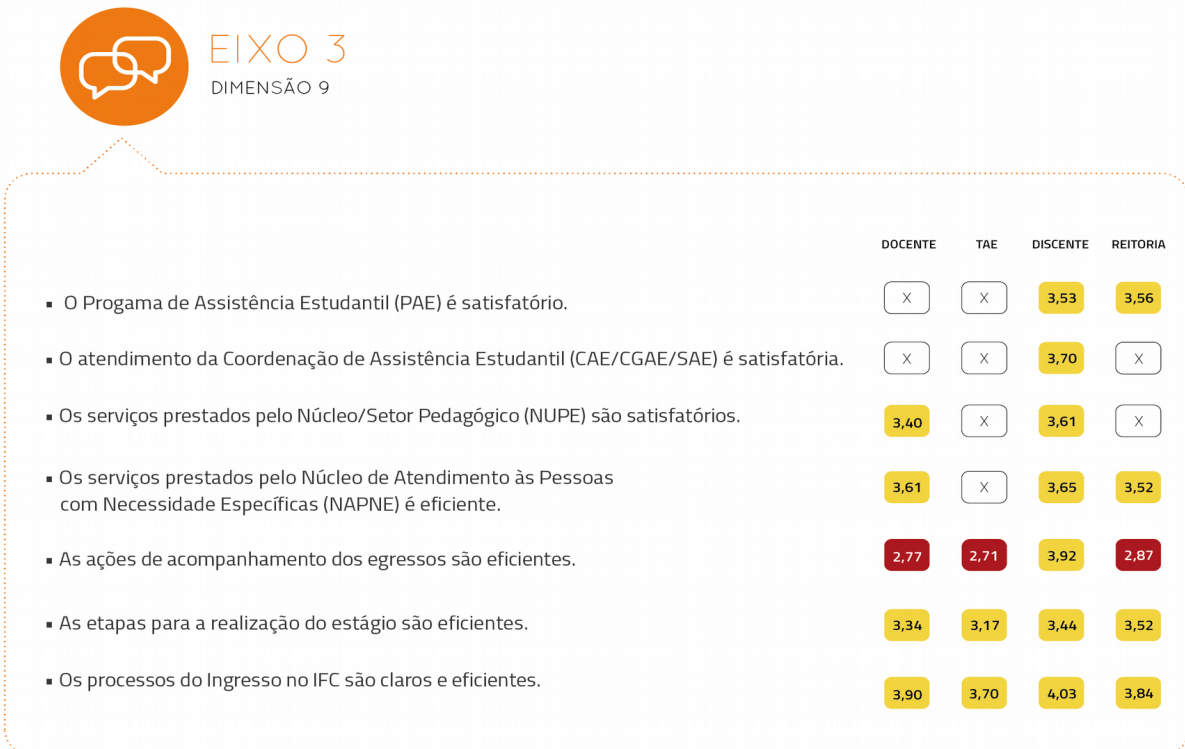 EIXO 3
DIMENSÃO 9
DOCENTE TAE DISCENTE REITORIA
▪ O Progama de Assistência Estudantil (PAE) é satisfatório. X X 3,53 3,56
▪ O atendimento da Coordenação de Assistência Estudantil (CAE/CGAE/SAE) é satisfatória. X X 3,70 X
▪ Os serviços prestados pelo Núcleo/Setor Pedagógico (NUPE) são satisfatórios. 3,40 X 3,61 X
▪ Os serviços prestados pelo Núcleo de Atendimento às Pessoas
com Necessidade Específicas (NAPNE) é eficiente. 3,61 X 3,65 3,52
▪ As ações de acompanhamento dos egressos são eficientes. 2,77 2,71 3,92 2,87
▪ As etapas para a realização do estágio são eficientes. 3,34 3,17 3,44 3,52
▪ Os processos do Ingresso no IFC são claros e eficientes. 3,90 3,70 4,03 3,84